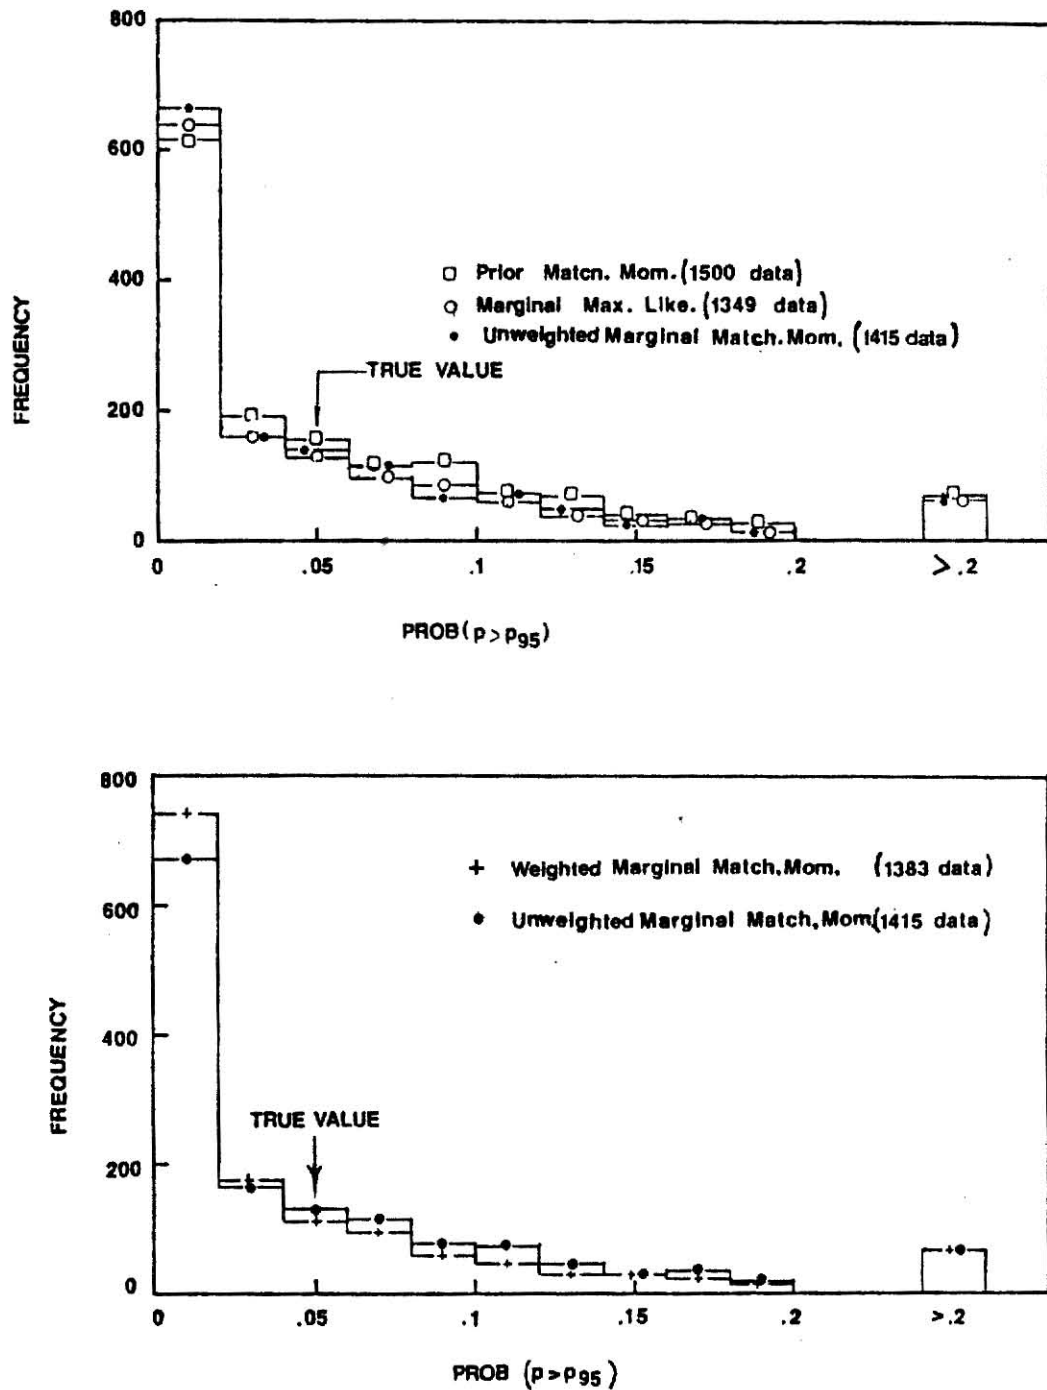 800
600
400
200
0
FREQUENCY
□ Prior Matcn. Mom. (1500 data)
○ Marginal Max. Like. (1349 data)
• Unweighted Marginal Match. Mom. (1415 data)
TRUE VALUE
0 .05 .1 .15 .2 >.2
PROB(p>p95)
800
600
400
200
0
FREQUENCY
+ Weighted Marginal Match. Mom. (1383 data)
• Unweighted Marginal Match, Mom (1415 data)
TRUE VALUE
0 .05 .1 .15 .2 >.2
PROB (p>p95)